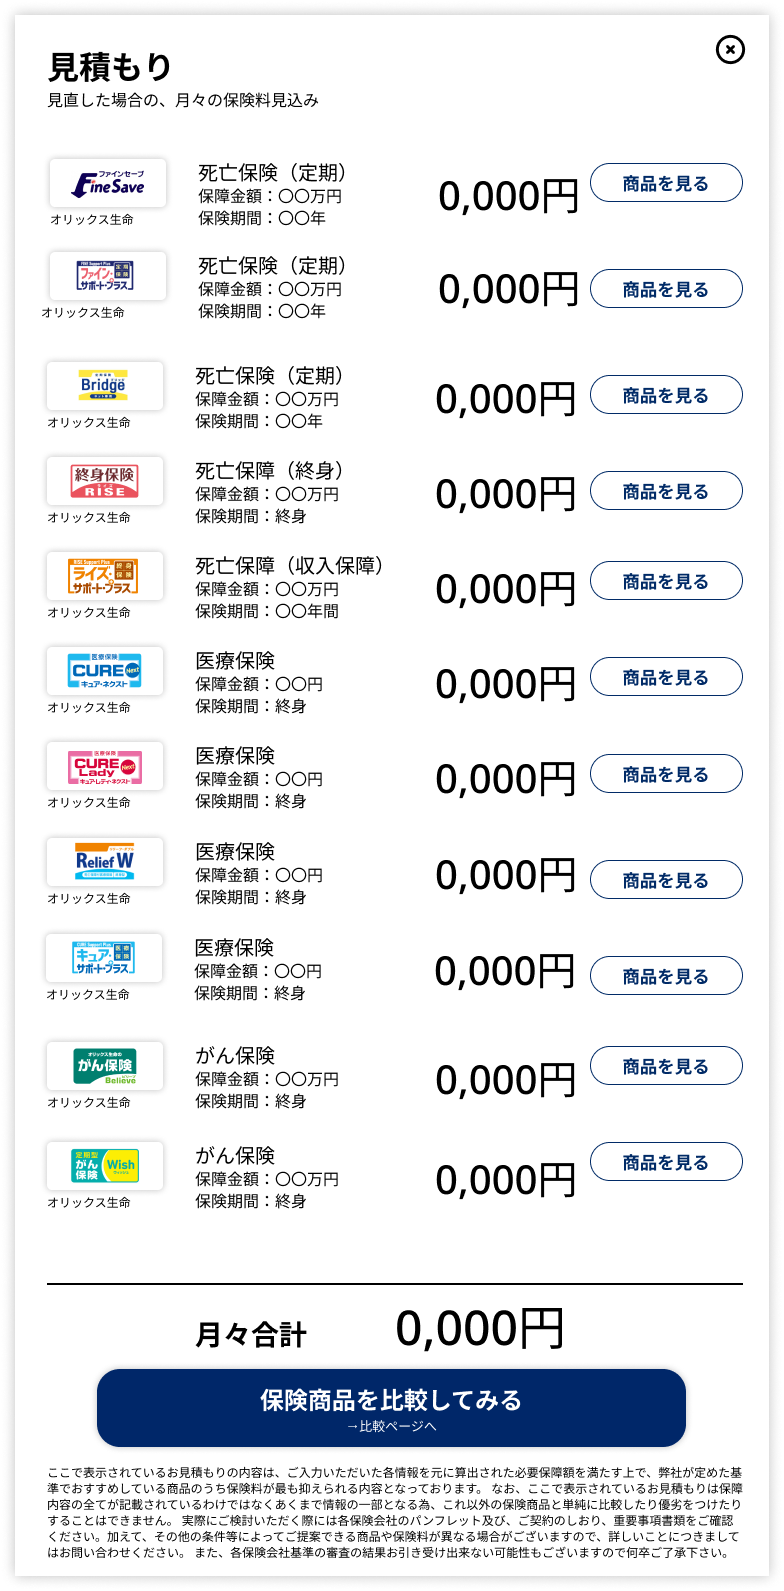 見積もり
見直した場合の、月々の保険料見込み
ファインセーブ
FineSave
オリックス生命
死亡保険（定期）
保障金額：〇〇万円
保険期間：〇〇年
0,000円
商品を見る
FINE Support Plus
ファイン・サポート・プラス
定期保険
オリックス生命
死亡保険（定期）
保障金額：〇〇万円
保険期間：〇〇年
0,000円
商品を見る
Bridge
オリックス生命
死亡保険（定期）
保障金額：〇〇万円
保険期間：〇〇年
0,000円
商品を見る
終身保険
RISE
オリックス生命
死亡保障（終身）
保障金額：〇〇万円
保険期間：終身
0,000円
商品を見る
RISE Support Plus
ライズ・サポート・プラス
終身保険
オリックス生命
死亡保障（収入保障）
保障金額：〇〇万円
保険期間：〇〇年間
0,000円
商品を見る
医療保険
CURE Next
キュア・ネクスト
オリックス生命
医療保険
保障金額：〇〇円
保険期間：終身
0,000円
商品を見る
医療保険
CURE Lady Next
キュア・レディ・ネクスト
オリックス生命
医療保険
保障金額：〇〇円
保険期間：終身
0,000円
商品を見る
Relief W
オリックス生命
医療保険
保障金額：〇〇円
保険期間：終身
0,000円
商品を見る
CURE Support Plus
キュア・サポート・プラス
医療保険
オリックス生命
医療保険
保障金額：〇〇円
保険期間：終身
0,000円
商品を見る
オリックス生命の
がん保険
Believe
オリックス生命
がん保険
保障金額：〇〇万円
保険期間：終身
0,000円
商品を見る
定期型
がん保険
Wish
オリックス生命
がん保険
保障金額：〇〇万円
保険期間：終身
0,000円
商品を見る
月々合計
0,000円
保険商品を比較してみる
→比較ページへ
ここで表示されているお見積もりの内容は、ご入力いただいた各情報を元に算出された必要保障額を満たす上で、弊社が定めた基
準でおすすめしている商品のうち保険料が最も抑えられる内容となっております。 なお、ここで表示されているお見積もりは保障
内容の全てが記載されているわけではなくあくまで情報の一部となる為、これ以外の保険商品と単純に比較したり優劣をつけたり
することはできません。 実際にご検討いただく際には各保険会社のパンフレット及び、ご契約のしおり、重要事項書類をご確認
ください。加えて、その他の条件等によってご提案できる商品や保険料が異なる場合がございますので、詳しいことにつきまして
はお問い合わせください。 また、各保険会社基準の審査の結果お引き受け出来ない可能性もございますので何卒ご了承下さい。